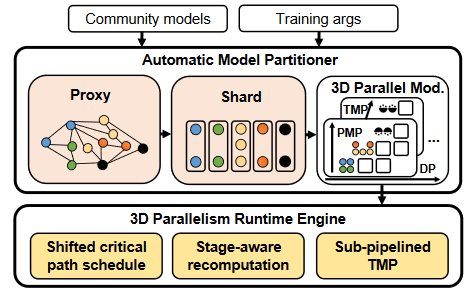 Community models
Training args
Automatic Model Partitioner
Proxy
Shard
3D Parallel Mod.
TMP
PMP
...
DP
3D Parallelism Runtime Engine
Shifted critical
path schedule
Stage-aware
recomputation
Sub-pipelined
TMP